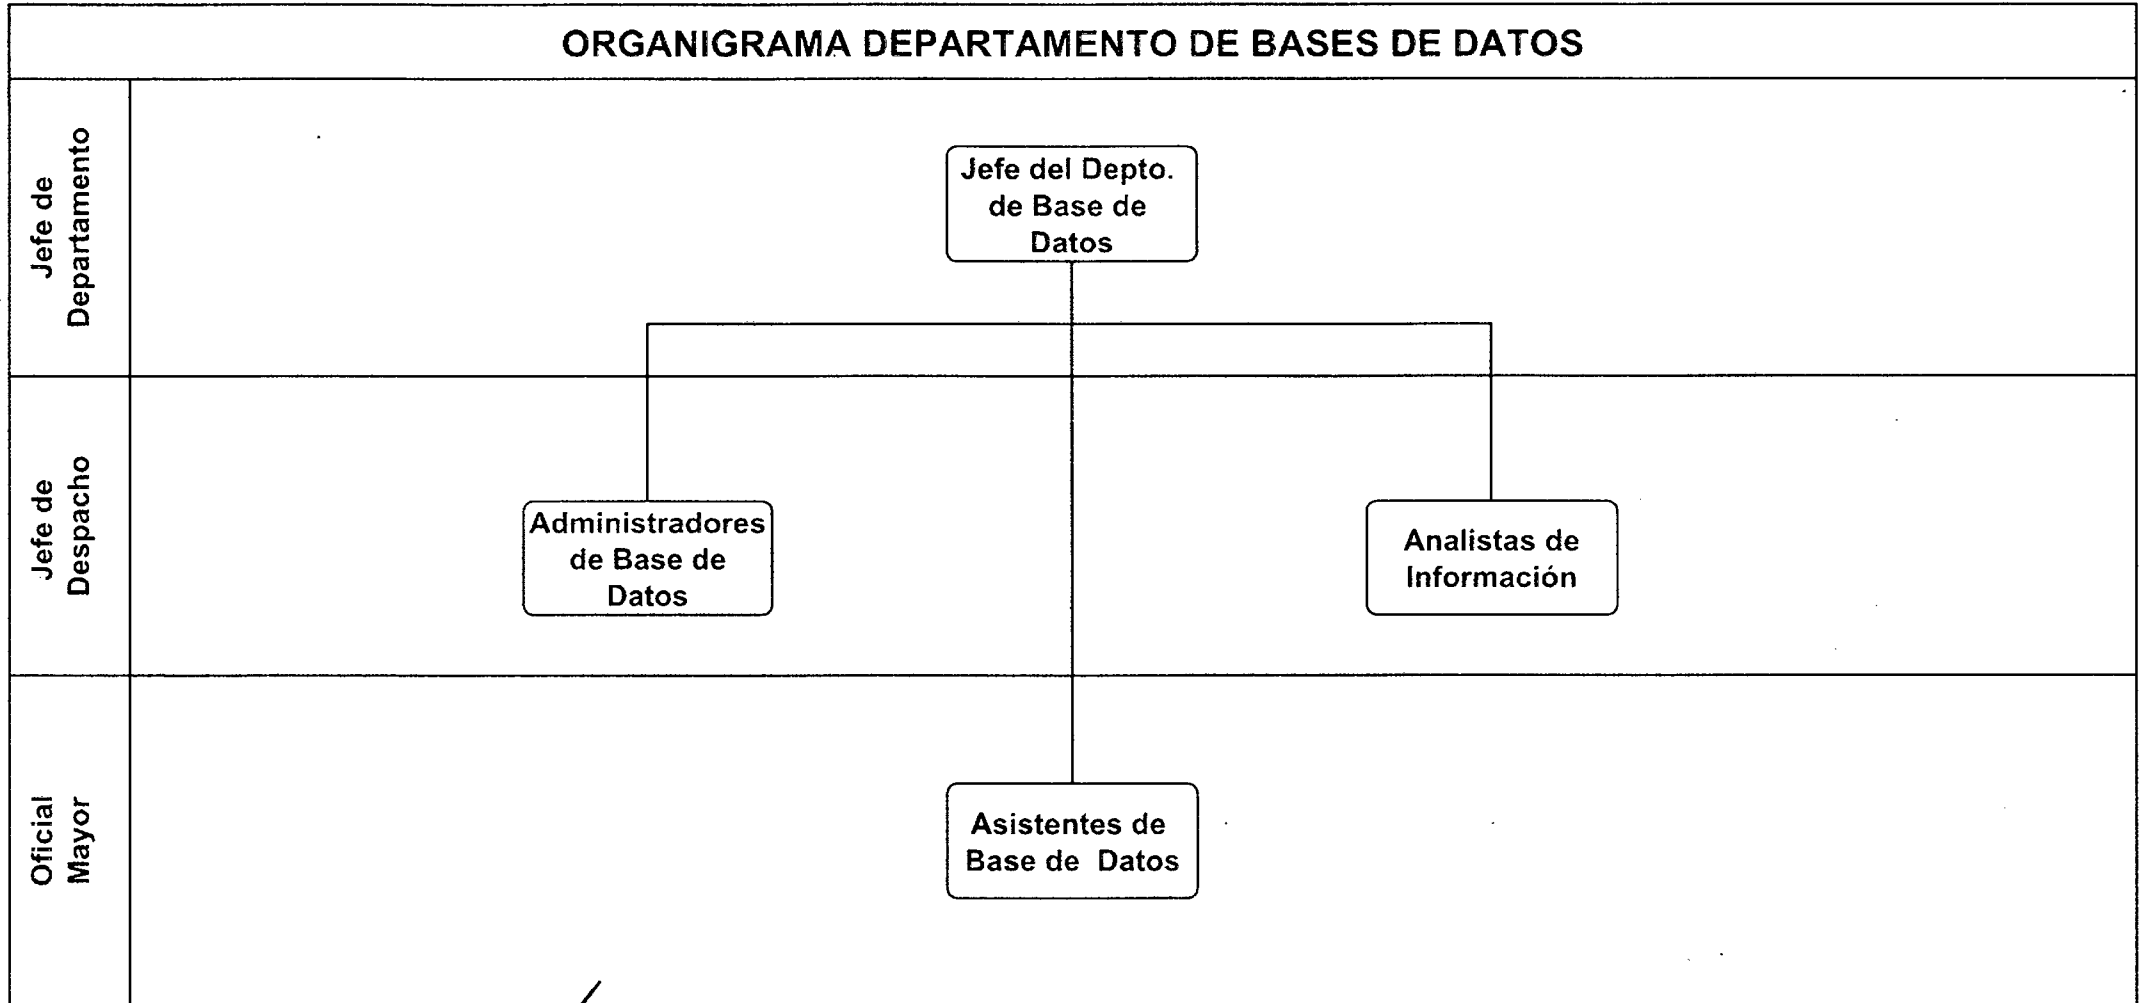 ORGANIGRAMA DEPARTAMENTO DE BASES DE DATOS
Jefe de
Departamento
Jefe del Depto.
de Base de
Datos
Jefe de
Despacho
Administradores
de Base de
Datos
Analistas de
Información
Oficial
Mayor
Asistentes de
Base de Datos